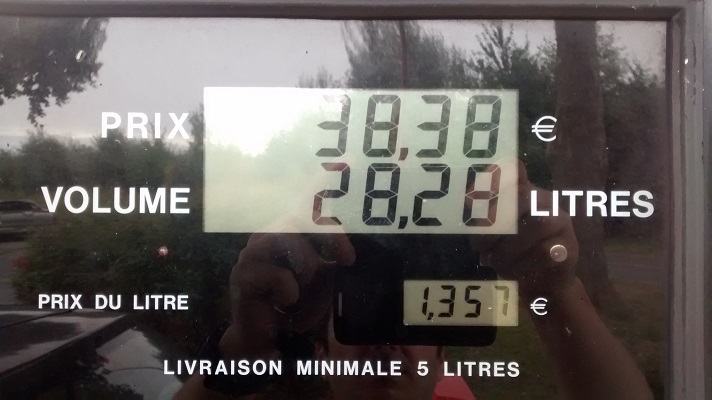 PRIX 38,38 €
VOLUME 28,28 LITRES
PRIX DU LITRE 1,357 €
LIVRAISON MINIMALE 5 LITRES